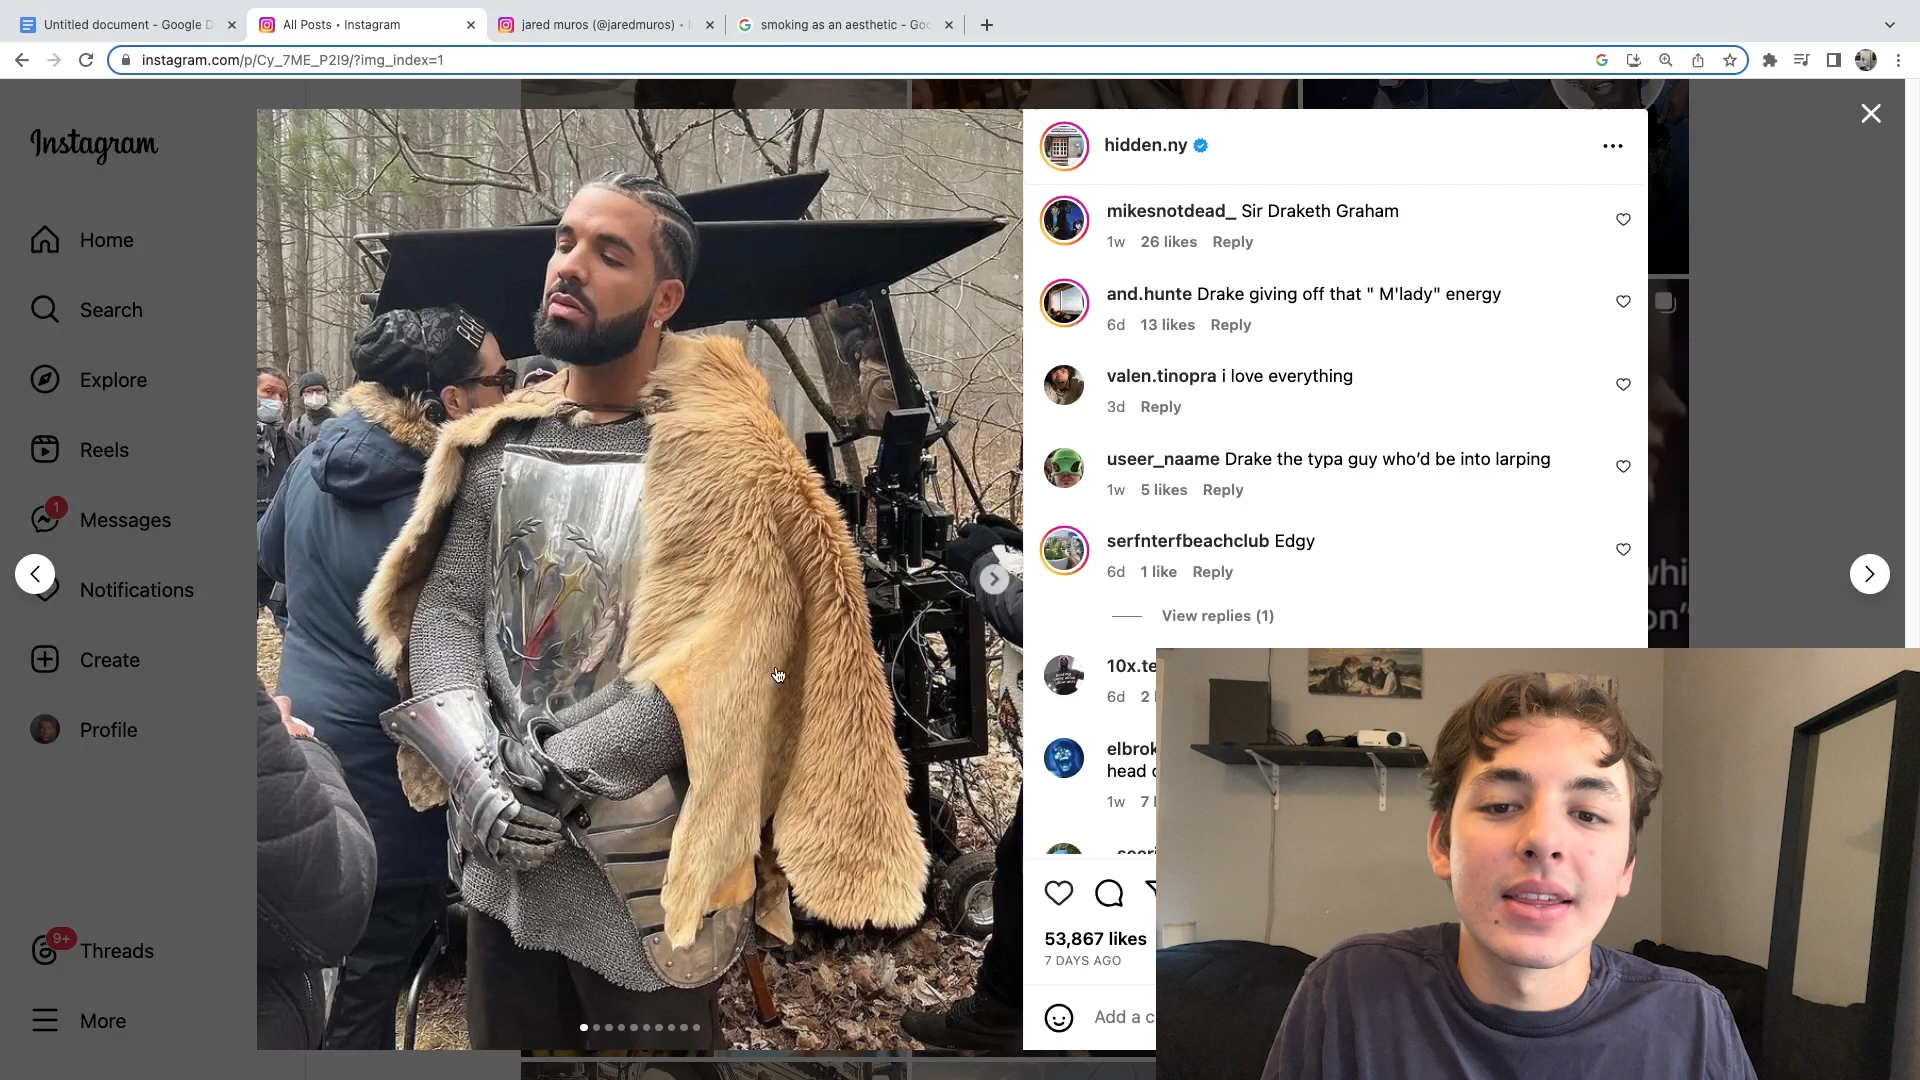 Untitled document - Google D
All Posts • Instagram
jared muros (@jaredmuros) •
smoking as an aesthetic - Goo
instagram.com/p/Cy_7ME_P2I9/?img_index=1
Instagram
Home
Search
Explore
Reels
1
Messages
Notifications
Create
Profile
9+
Threads
More
hidden.ny
mikesnotdead_ Sir Draketh Graham
1w 26 likes Reply
and.hunte Drake giving off that " M'lady" energy
6d 13 likes Reply
valen.tinopra i love everything
3d Reply
useer_naame Drake the typa guy who’d be into larping
1w 5 likes Reply
serfnterfbeachclub Edgy
6d 1 like Reply
View replies (1)
10x.te
6d 2
elbrok
head
1w 7
53,867 likes
7 DAYS AGO
Add a c